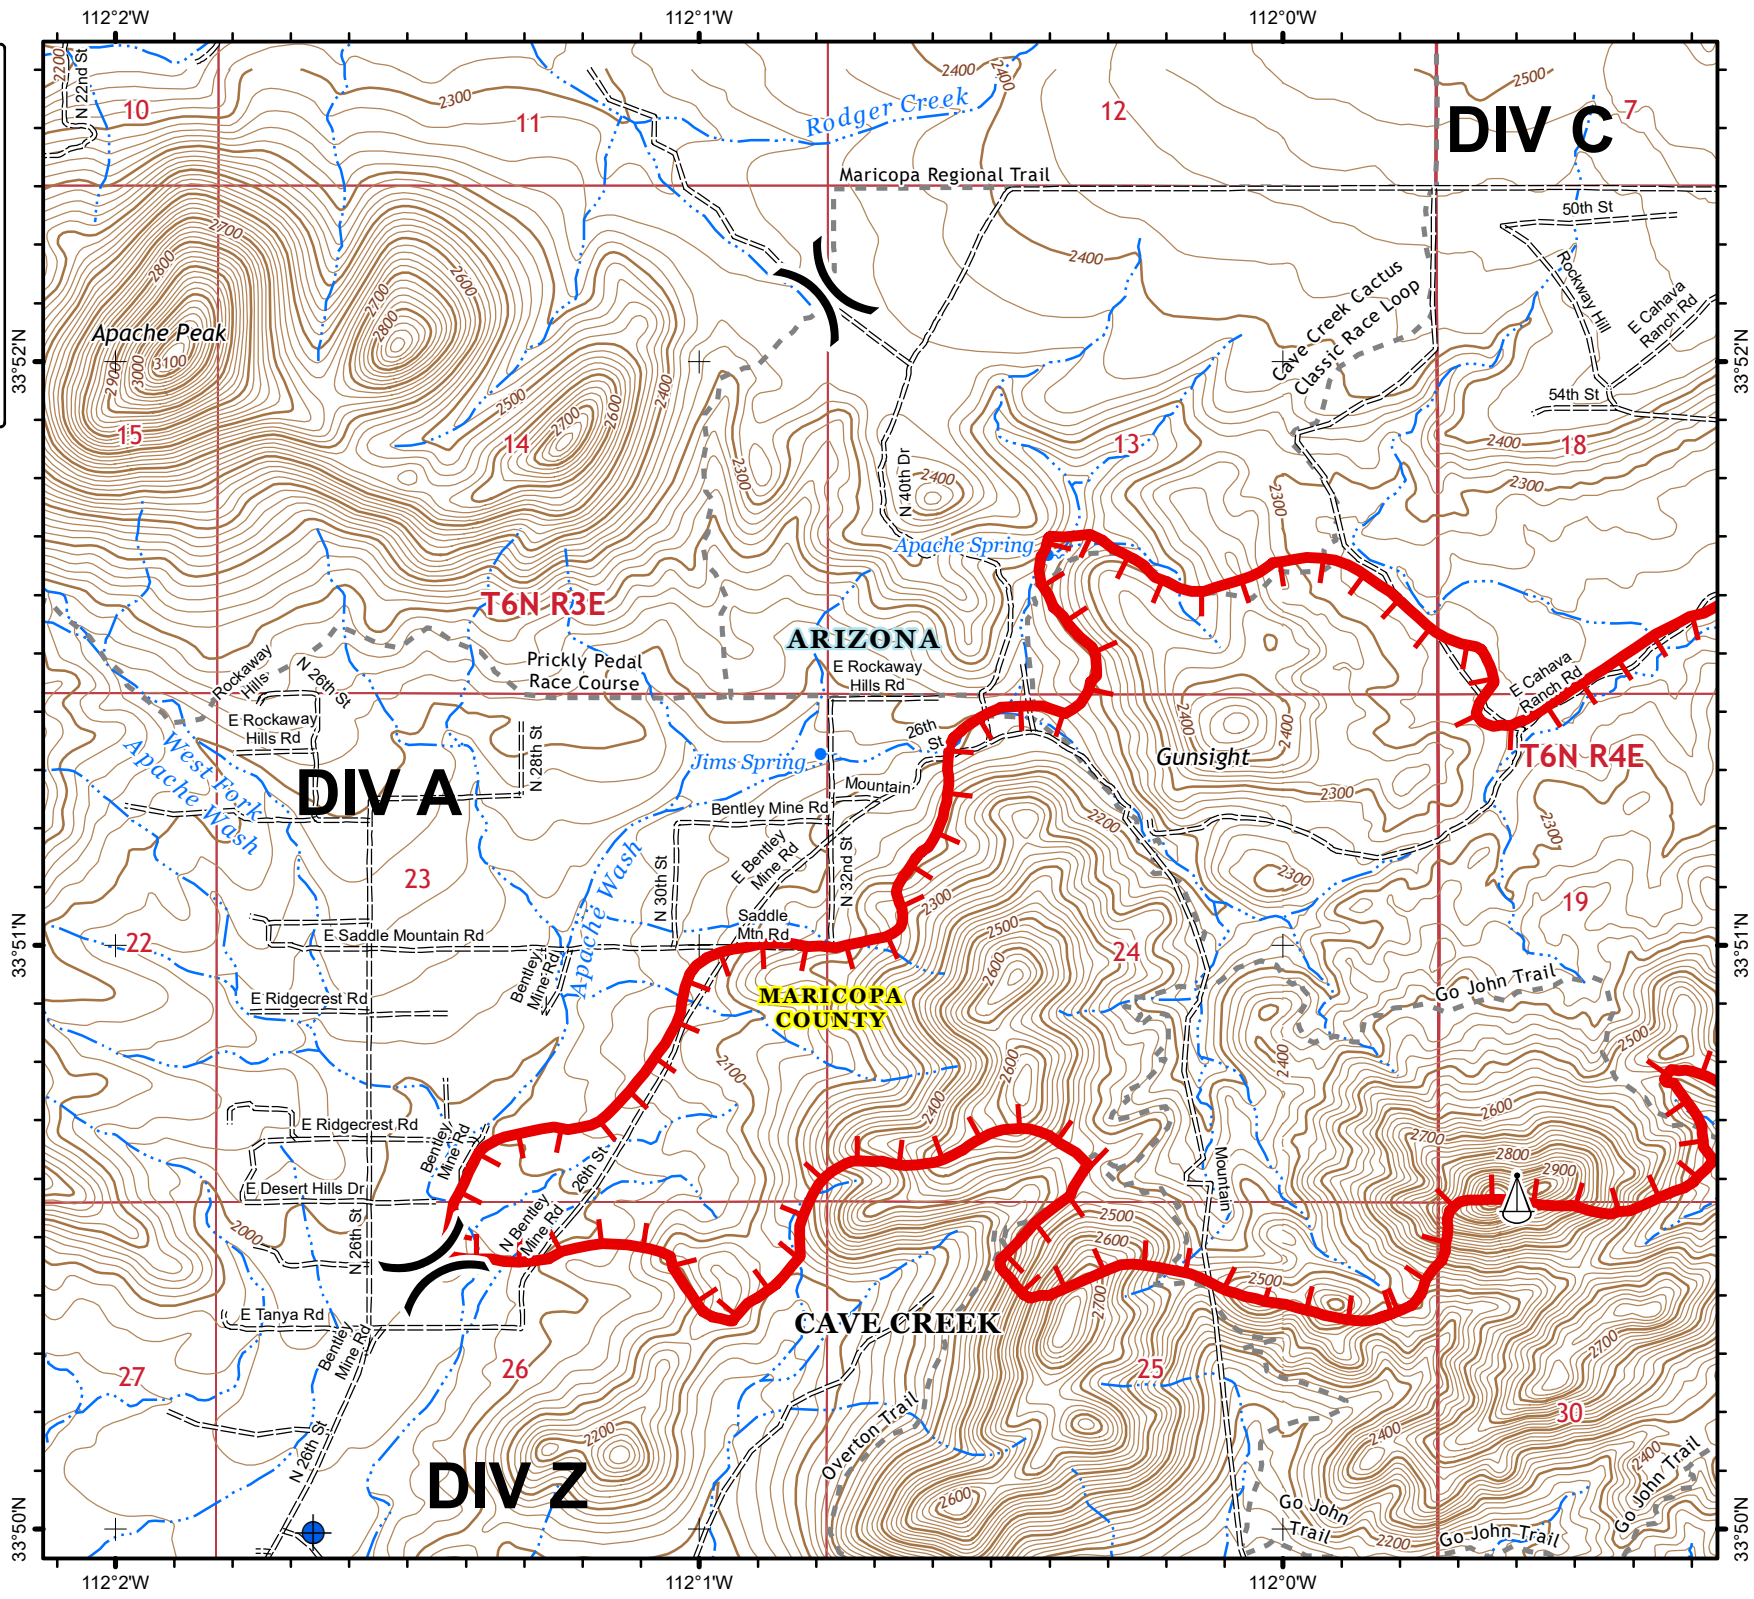 112°2'W
112°1'W
112°0'W
2200
N 22nd St
10
2300
11
Rodger Creek
2400
2400
12
2500
DIV C
7
Maricopa Regional Trail
50th St
2700
2800
2600
2700
2800
2400
Rockway Hill
E Cahava
Ranch Rd
Cave Creek Cactus
Classic Race Loop
Apache Peak
33°52'N
33°52'N
2900
3000
3100
2500
2700
2600
2400
54th St
15
14
13
2400
18
2300
2400
N 40th Dr
2300
2300
Apache Spring
T6N R3E
ARIZONA
Prickly Pedal
Race Course
E Rockaway
Hills Rd
Rockaway
Hills
N 26th St
E Cahava
Ranch Rd
E Rockaway
Hills Rd
26th
St
2400
2400
West Fork
Apache Wash
N 28th St
Jims Spring
Gunsight
T6N R4E
DIV A
Mountain
Bentley Mine Rd
2300
2200
2300
E Bentley
Mine Rd
Apache Wash
N 30th St
N 32nd St
23
2300
2300
19
22
E Saddle Mountain Rd
Saddle
Mtn Rd
2500
24
33°51'N
33°51'N
2600
Bentley
Mine Rd
Go John Trail
E Ridgecrest Rd
MARICOPA
COUNTY
2500
2100
2600
2400
2400
2600
E Ridgecrest Rd
Bentley
Mine Rd
2700
2800
2900
26th St
Mountain
E Desert Hills Dr
2000
N 26th St
N Bentley
Mine Rd
2500
2600
2500
2700
E Tanya Rd
CAVE CREEK
Bentle
Mine Rd
2700
27
26
25
30
2200
Overton Trail
2400
N 26th St
DIV Z
2600
2400
Go John Trail
Go John
Trail
2200
Go John Trail
33°50'N
33°50'N
112°2'W
112°1'W
112°0'W